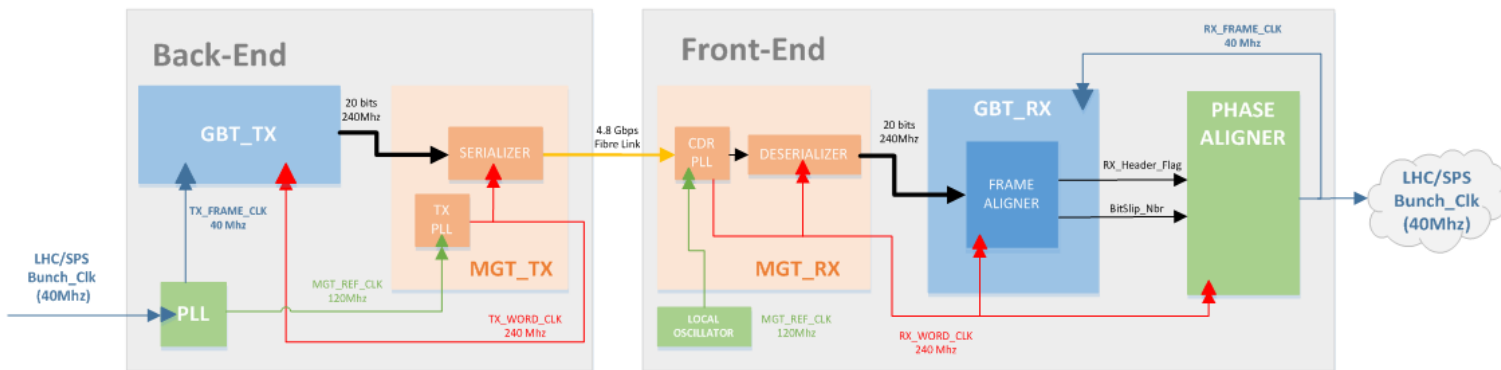 Back-End
Front-End
RX_FRAME_CLK
40 Mhz
20 bits
240Mhz
GBT_TX
SERIALIZER
4.8 Gbps
Fibre Link
CDR
PLL
DESERIALIZER
20 bits
240Mhz
GBT_RX
FRAME
ALIGNER
RX_Header_Flag
BitSlip_Nbr
PHASE
ALIGNER
LHC/SPS
Bunch_Clk
(40Mhz)
TX_FRAME_CLK
40 Mhz
TX
PLL
MGT_TX
MGT_RX
LHC/SPS
Bunch_Clk
(40Mhz)
PLL
MGT_REF_CLK
120Mhz
TX_WORD_CLK
240 Mhz
LOCAL
OSCILLATOR
MGT_REF_CLK
120Mhz
RX_WORD_CLK
240 Mhz